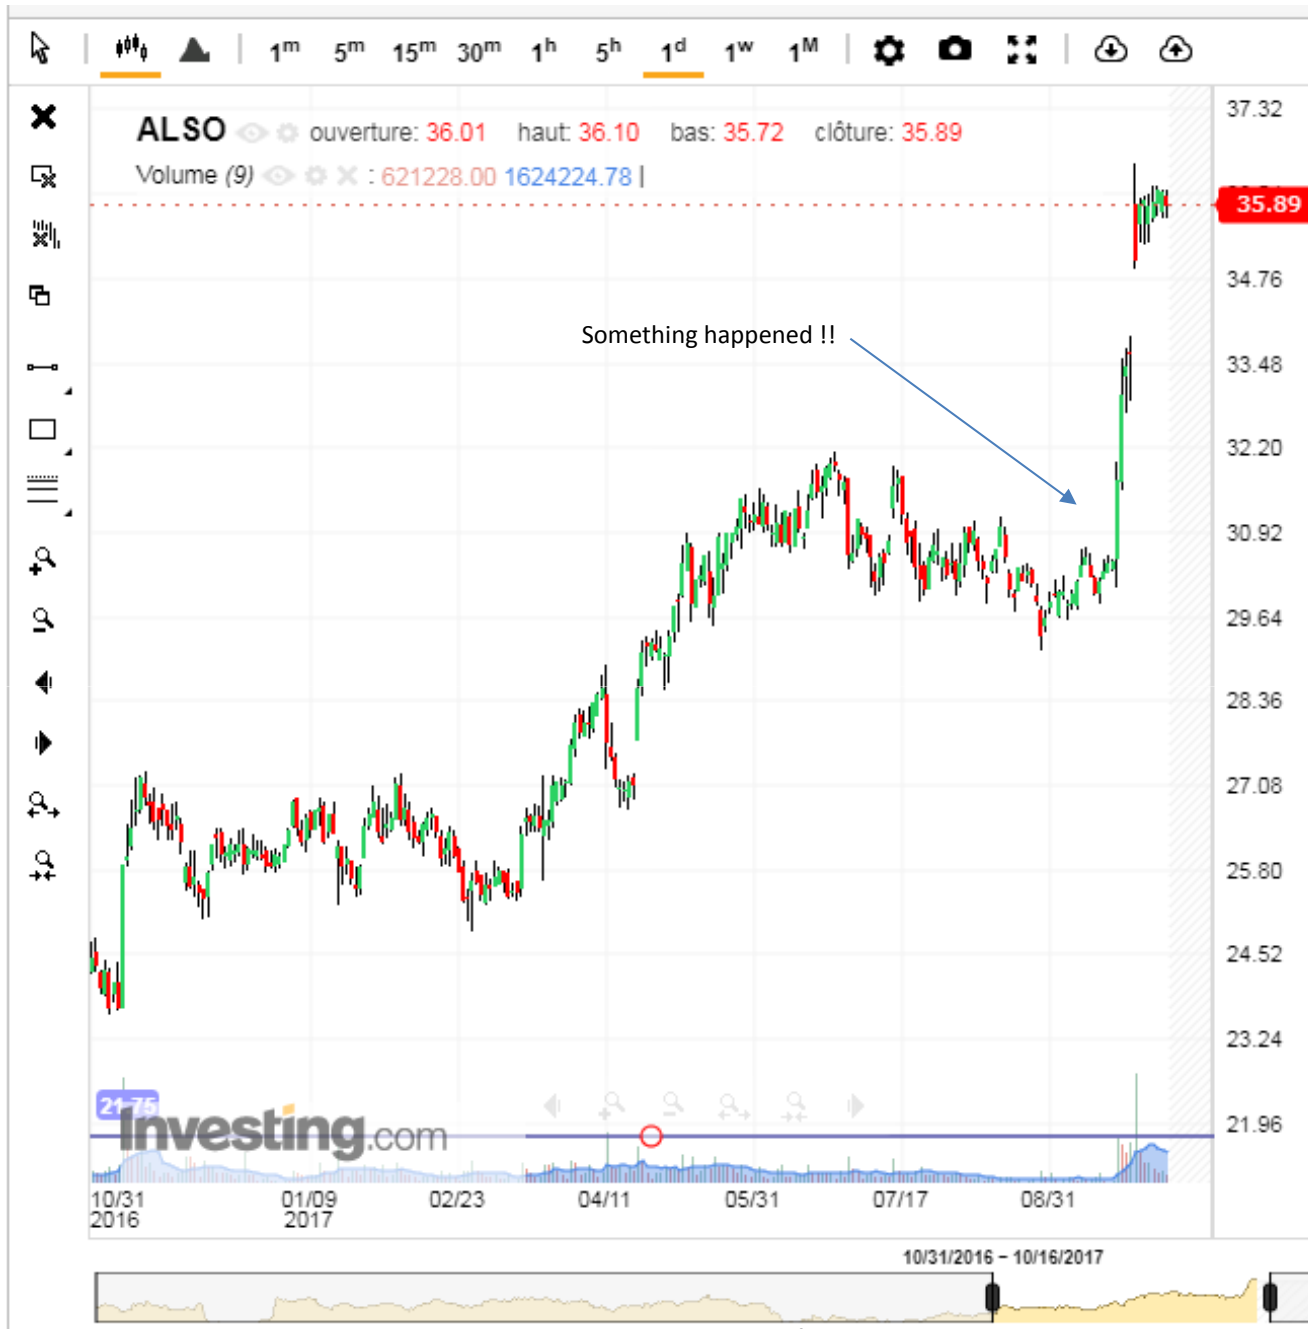 1m 5m 15m 30m 1h 5h 1d 1w 1M
ALSO ouverture: 36.01 haut: 36.10 bas: 35.72 clôture: 35.89
Volume (9) : 621228.00 1624224.78
37.32
35.89
34.76
Something happened !!
33.48
32.20
30.92
29.64
28.36
27.08
25.80
24.52
23.24
21.75
21.96
Investing.com
10/31 01/09 02/23 04/11 05/31 07/17 08/31
2016 2017
10/31/2016 – 10/16/2017